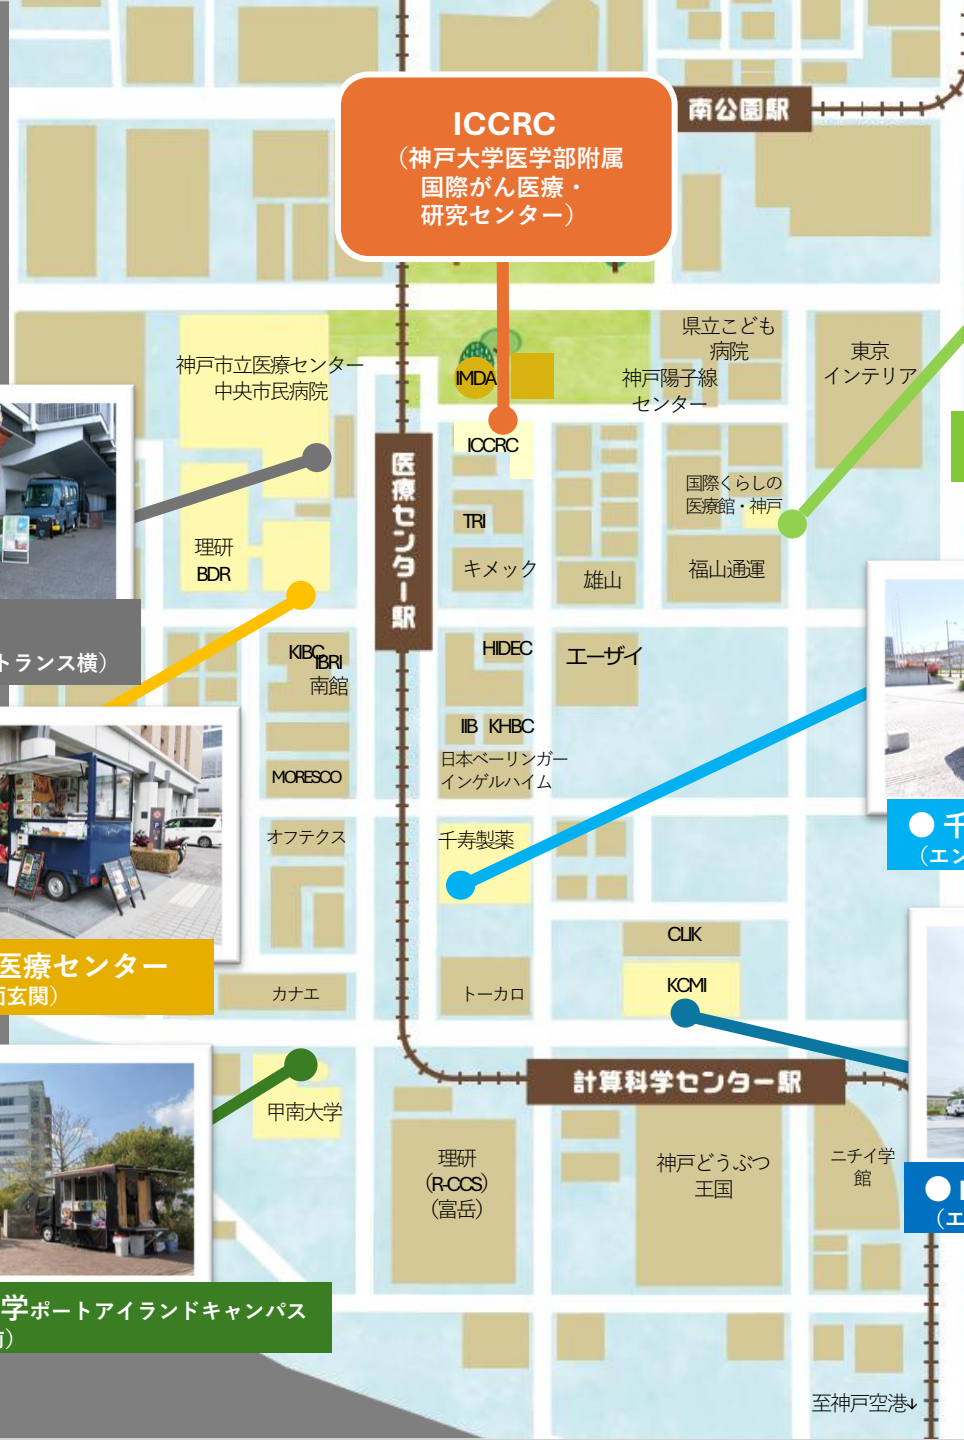 南公園駅
ICCRC
（神戸大学医学部附属
国際がん医療・
研究センター）
県立こども
病院
神戸陽子線
センター
東京
インテリア
神戸市立医療センター
中央市民病院
IMDA
ICCRC
医療センター駅
国際くらしの
医療館・神戸
TRI
理研
BDR
キメック
雄山
福山通運
トランス横）
KIBC
IBRI
南館
HIDEC
エーザイ
IIB
KHBC
日本ベーリンガー
インゲルハイム
MORESCO
オフテクス
千寿製薬
● 千
（エン
CLIK
医療センター
面玄関）
カナエ
トーカロ
KCMI
計算科学センター駅
甲南大学
理研
（R-CCS）
（富岳）
神戸どうぶつ
王国
ニチイ学
館
●
（エ
学ポートアイランドキャンパス
）
至神戸空港↓